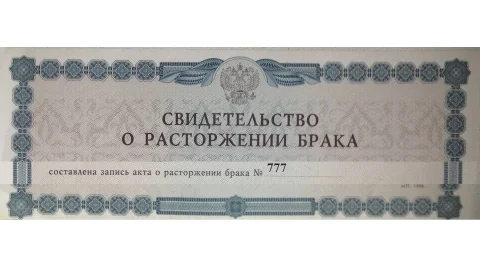 СВИДЕТЕЛЬСТВО
О РАСТОРЖЕНИИ БРАКА
составлена запись акта о расторжении брака № 777